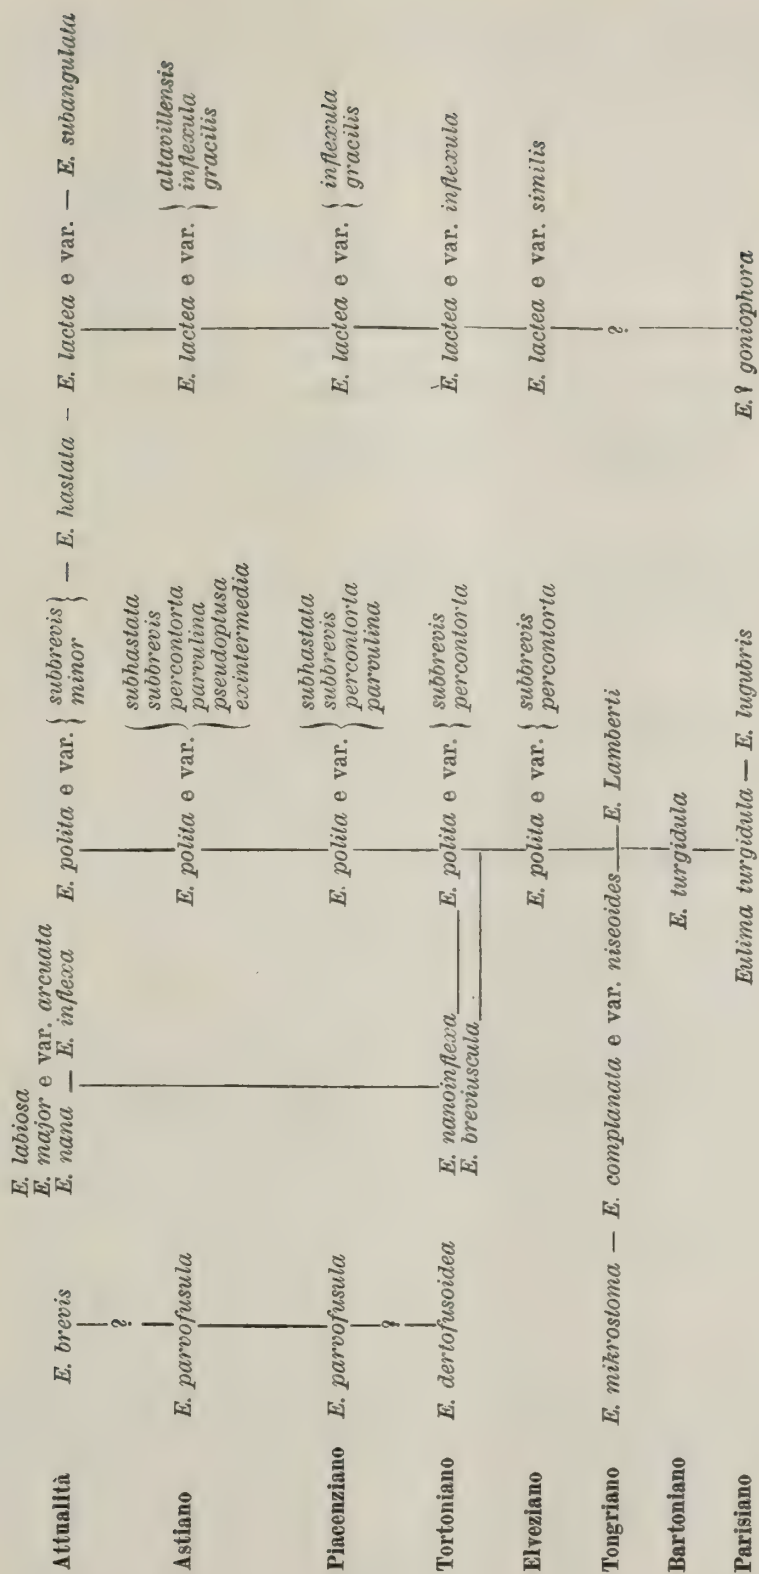 E. labiosa
E. major e var. arcuata
Attualità E. brevis E. nana — E. inflexa E. polita e var. { subbrevis } — E. hastata – E. lactea e var. — E. subangulata
minor
?
subhastata
subbrevis
Astiano E. parvofusula E. polita e var. percontorta E. lactea e var. } altavillensis
parvulina inflexula
pseudoptusa gracilis
exintermedia
subhastata
subbrevis
Piacenziano E. parvofusula E. polita e var. percontorta E. lactea e var. } inflexula
parvulina gracilis
?
Tortoniano E. dertofusoidea E. nanoinflexa E. polita e var. } subbrevis E. lactea e var. inflexula
E. breviuscula percontorta
Elveziano E. polita e var. } subbrevis E. lactea e var. similis
percontorta
Tongriano E. mikrostoma — E. complanata e var. niseoides — E. Lamberti ?
Bartoniano E. turgidula
Parisiano Eulima turgidula — E. lugubris E.? goniophora